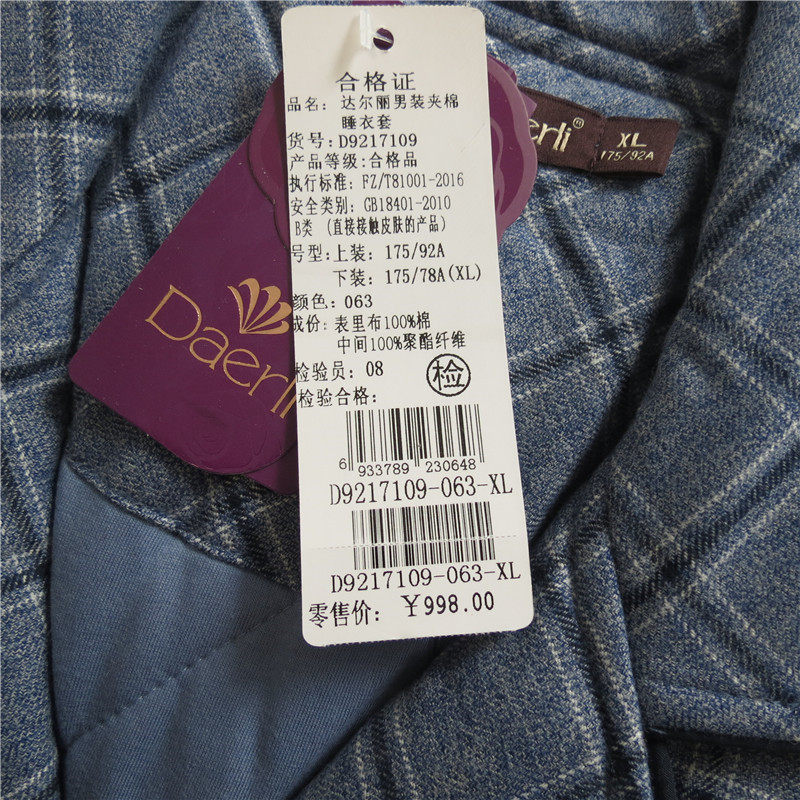 合格证
品名: 达尔丽男装夹棉
睡衣套
货号: D9217109
产品等级: 合格品
执行标准: FZ/T81001-2016
安全类别: GB18401-2010
B类 (直接接触皮肤的产品)
号型: 上装: 175/92A
下装: 175/78A(XL)
颜色: 063
成份: 表里布100%棉
中间100%聚酯纤维
检验员: 08
检
检验合格:
6 933789 230648
D9217109-063-XL
D9217109-063-XL
零售价: ¥998.00
Daerli
XL
175/92A